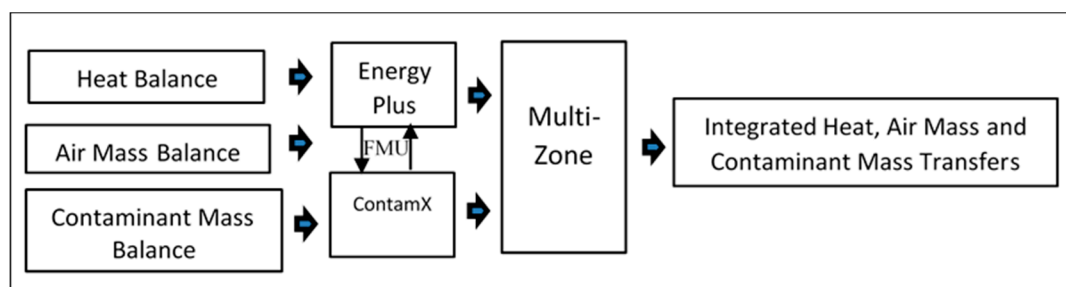 Heat Balance
Air Mass Balance
Contaminant Mass
Balance
Energy
Plus
FMU
ContamX
Multi-
Zone
Integrated Heat, Air Mass and
Contaminant Mass Transfers